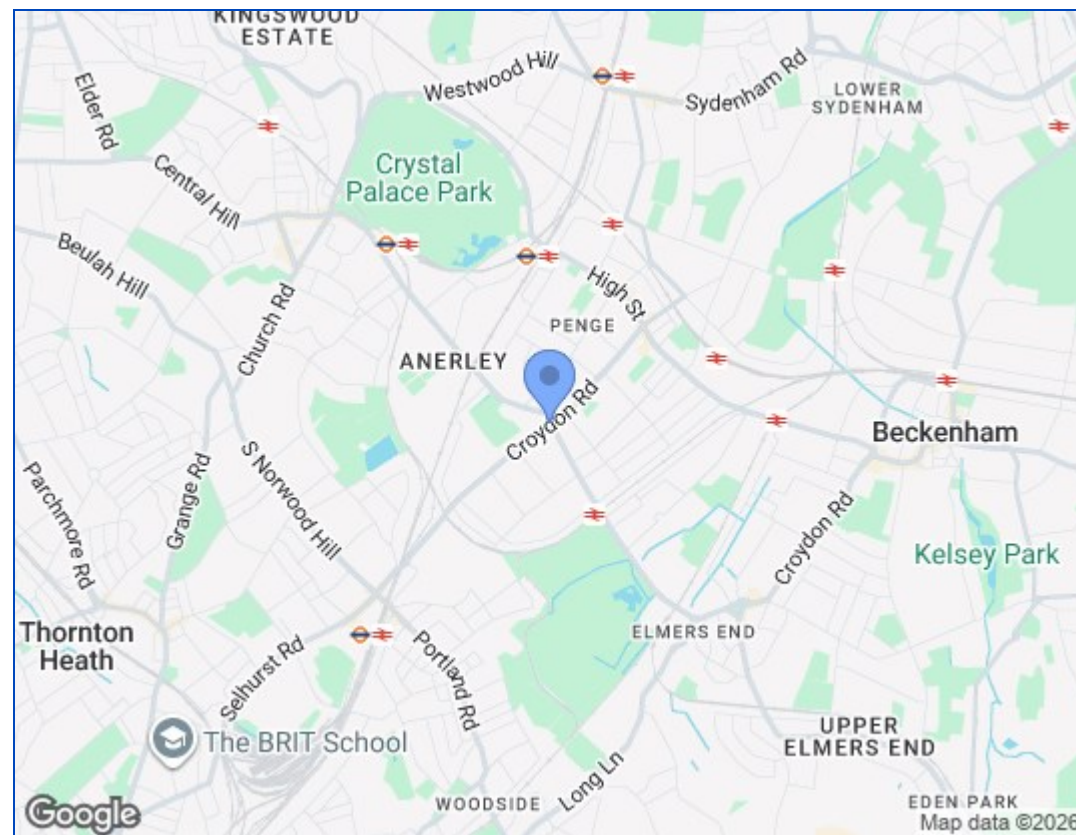 KINGSWOOD
ESTATE
Elder Rd
Westwood Hill
Sydenham Rd
LOWER
SYDENHAM
Central Hill
Crystal
Palace Park
Beulah Hill
Church Rd
High St
PENGE
ANERLEY
Croydon Rd
Beckenham
S Norwood Hill
Grange Rd
Parchmore Rd
Croydon Rd
Kelsey Park
Thornton
Heath
ELMERS END
Selhurst Rd
Portland Rd
The BRIT School
UPPER
ELMERS END
Long Ln
WOODSIDE
EDEN PARK
Google
Map data ©2026